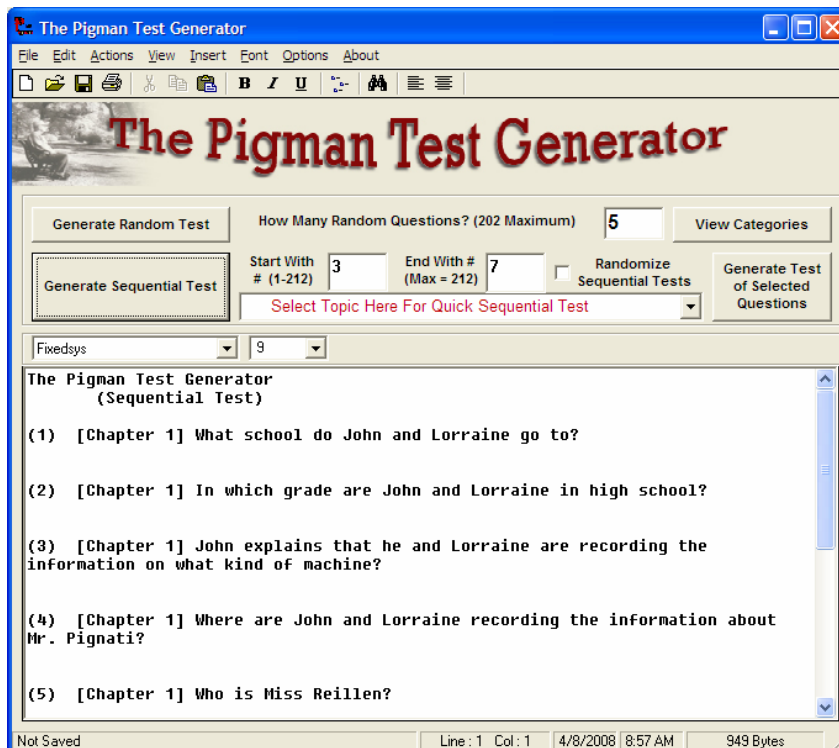 The Pigman Test Generator
File Edit Actions View Insert Font Options About
B I U
The Pigman Test Generator
Generate Random Test
How Many Random Questions? (202 Maximum)
5
View Categories
Generate Sequential Test
Start With
# (1-212)
3
End With #
(Max = 212)
7
Randomize
Sequential Tests
Generate Test
of Selected
Questions
Select Topic Here For Quick Sequential Test
Fixedsys
9
The Pigman Test Generator
(Sequential Test)
(1) [Chapter 1] What school do John and Lorraine go to?
(2) [Chapter 1] In which grade are John and Lorraine in high school?
(3) [Chapter 1] John explains that he and Lorraine are recording the
information on what kind of machine?
(4) [Chapter 1] Where are John and Lorraine recording the information about
Mr. Pignati?
(5) [Chapter 1] Who is Miss Reillen?
Not Saved
Line : 1 Col : 1
4/8/2008
8:57 AM
949 Bytes